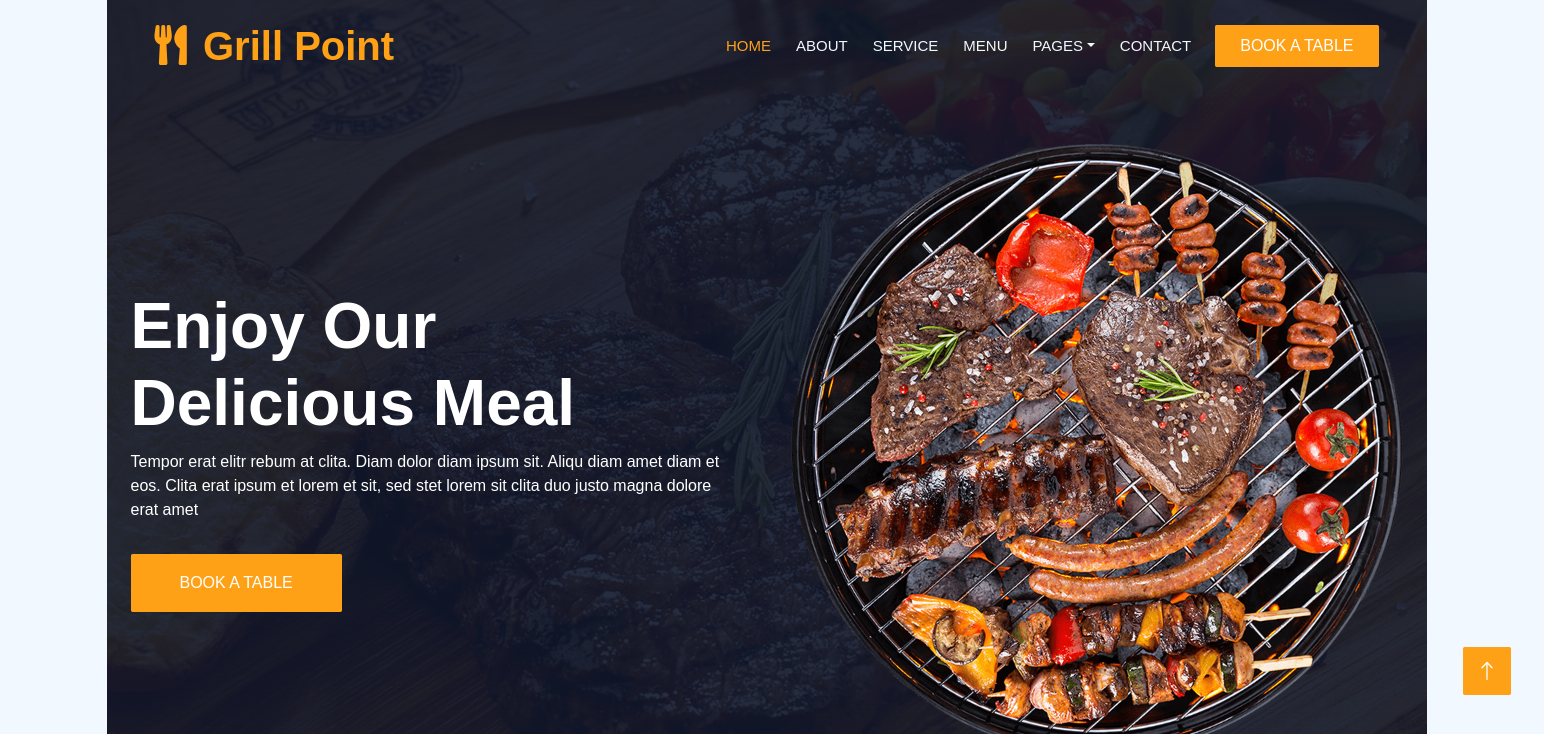 Grill Point
HOME ABOUT SERVICE MENU PAGES CONTACT BOOK A TABLE
Enjoy Our
Delicious Meal
Tempor erat elitr rebum at clita. Diam dolor diam ipsum sit. Aliqu diam amet diam et
eos. Clita erat ipsum et lorem et sit, sed stet lorem sit clita duo justo magna dolore
erat amet
BOOK A TABLE